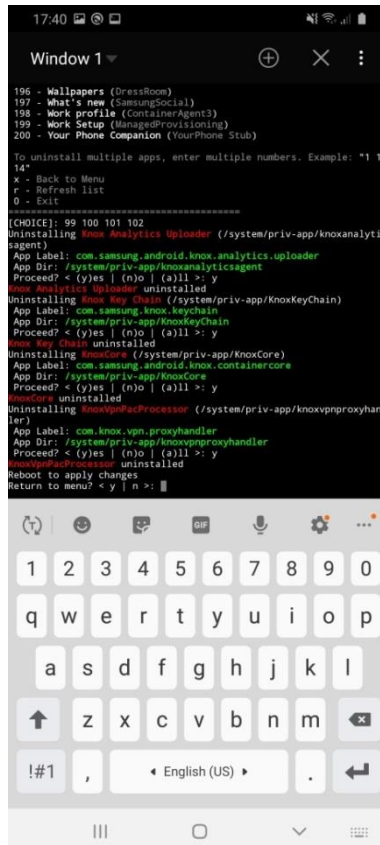 17:40
Window 1
196 - Wallpapers (DressRoom)
197 - What's new (SamsungSocial)
198 - Work profile (ContainerAgent3)
199 - Work Setup (ManagedProvisioning)
200 - Your Phone Companion (YourPhone Stub)
To uninstall multiple apps, enter multiple numbers. Example: "1 1
14"
x - Back to Menu
r - Refresh list
0 - Exit
========================================
[CHOICE]: 99 100 101 102
Uninstalling Knox Analytics Uploader (/system/priv-app/knoxanalyti
sagent)
App Label: com.samsung.android.knox.analytics.uploader
App Dir: /system/priv-app/knoxanalyticsagent
Proceed? < (y)es | (n)o | (a)ll >: y
Knox Analytics Uploader uninstalled
Uninstalling Knox Key Chain (/system/priv-app/KnoxKeyChain)
App Label: com.samsung.knox.keychain
App Dir: /system/priv-app/KnoxKeyChain
Proceed? < (y)es | (n)o | (a)ll >: y
Knox Key Chain uninstalled
Uninstalling KnoxCore (/system/priv-app/KnoxCore)
App Label: com.samsung.android.knox.containercore
App Dir: /system/priv-app/KnoxCore
Proceed? < (y)es | (n)o | (a)ll >: y
KnoxCore uninstalled
Uninstalling KnoxVpnPacProcessor (/system/priv-app/knoxvpnproxyhan
ler)
App Label: com.knox.vpn.proxyhandler
App Dir: /system/priv-app/knoxvpnproxyhandler
Proceed? < (y)es | (n)o | (a)ll >: y
KnoxVpnPacProcessor uninstalled
Reboot to apply changes
Return to menu? < y | n >:
(T) GIF
1 2 3 4 5 6 7 8 9 0
q w e r t y u i o p
a s d f g h j k l
z x c v b n m
!#1 , English (US) .